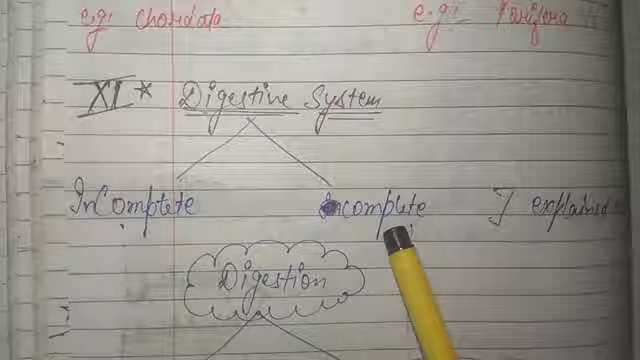 e.g: Chordata e.g: Porifera
XI * Digestive System
InComplete complete } explained
Digestion